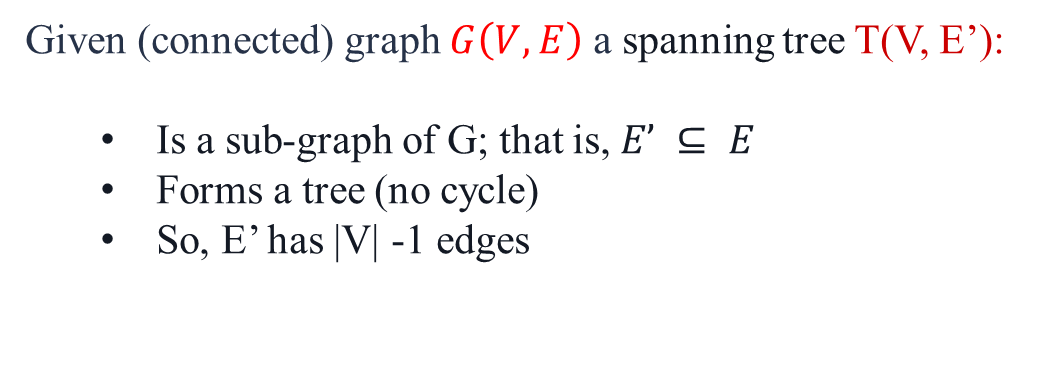 Given (connected) graph G(V, E) a spanning tree T(V, E’):
• Is a sub-graph of G; that is, E’ ⊆ E
• Forms a tree (no cycle)
• So, E’ has |V| -1 edges